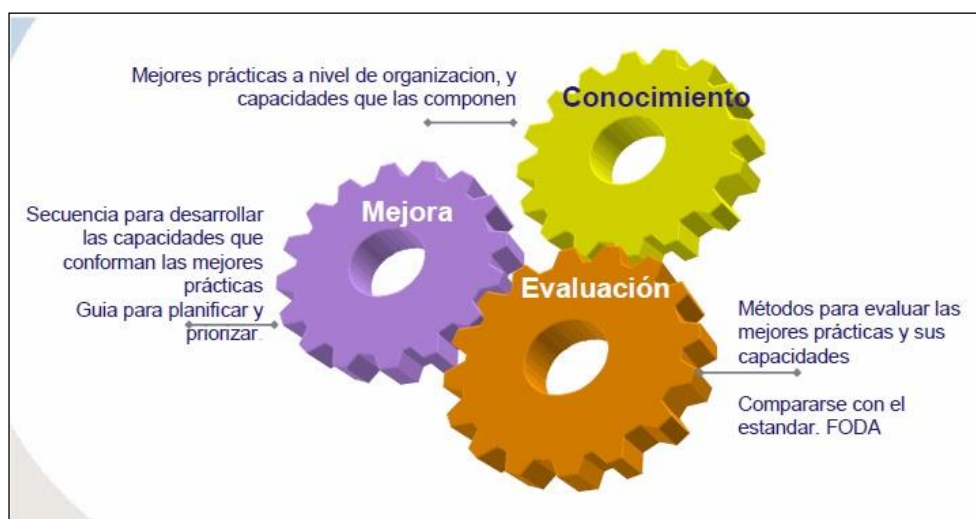 Mejores prácticas a nivel de organizacion, y
capacidades que las componen
Conocimiento
Mejora
Secuencia para desarrollar
las capacidades que
conforman las mejores
prácticas
Guia para planificar y
priorizar.
Evaluación
Métodos para evaluar las
mejores prácticas y sus
capacidades
Compararse con el
estandar. FODA